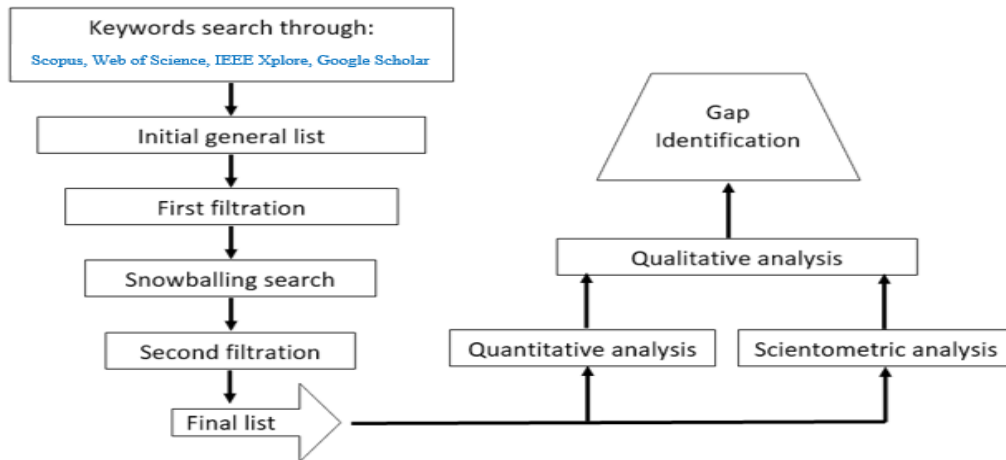 Keywords search through:
Scopus, Web of Science, IEEE Xplore, Google Scholar
Initial general list
First filtration
Snowballing search
Second filtration
Final list
Gap
Identification
Qualitative analysis
Quantitative analysis
Scientometric analysis